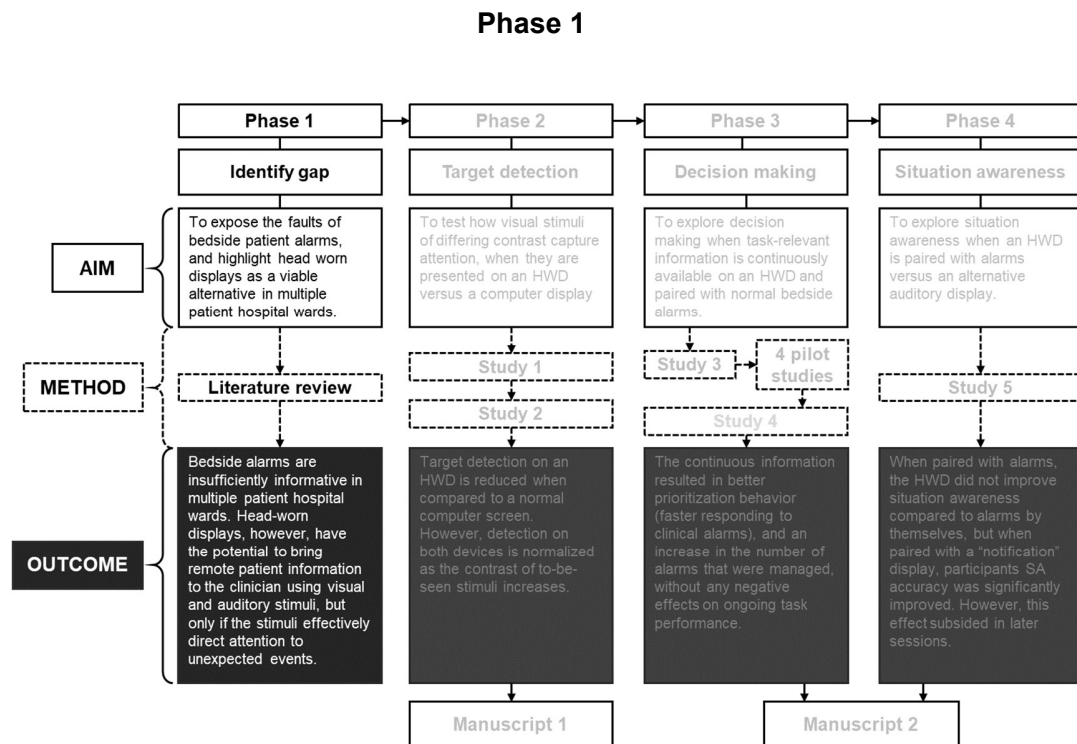 Phase 1
Phase 1
Phase 2
Phase 3
Phase 4
Identify gap
Target detection
Decision making
Situation awareness
AIM
To expose the faults of
bedside patient alarms,
and highlight head worn
displays as a viable
alternative in multiple
patient hospital wards.
To test how visual stimuli
of differing contrast capture
attention, when they are
presented on an HWD
versus a computer display
To explore decision
making when task-relevant
information is continuously
available on an HWD and
paired with normal bedside
alarms.
To explore situation
awareness when an HWD
is paired with alarms
versus an alternative
auditory display.
METHOD
Literature review
Study 1
Study 2
Study 3
4 pilot
studies
Study 4
Study 5
OUTCOME
Bedside alarms are
insufficiently informative in
multiple patient hospital
wards. Head-worn
displays, however, have
the potential to bring
remote patient information
to the clinician using visual
and auditory stimuli, but
only if the stimuli effectively
direct attention to
unexpected events.
Target detection on an
HWD is reduced when
compared to a normal
computer screen.
However, detection on
both devices is normalized
as the contrast of to-be-
seen stimuli increases.
The continuous information
resulted in better
prioritization behavior
(faster responding to
clinical alarms), and an
increase in the number of
alarms that were managed,
without any negative
effects on ongoing task
performance.
When paired with alarms,
the HWD did not improve
situation awareness
compared to alarms by
themselves, but when
paired with a “notification”
display, participants SA
accuracy was significantly
improved. However, this
effect subsided in later
sessions.
Manuscript 1
Manuscript 2